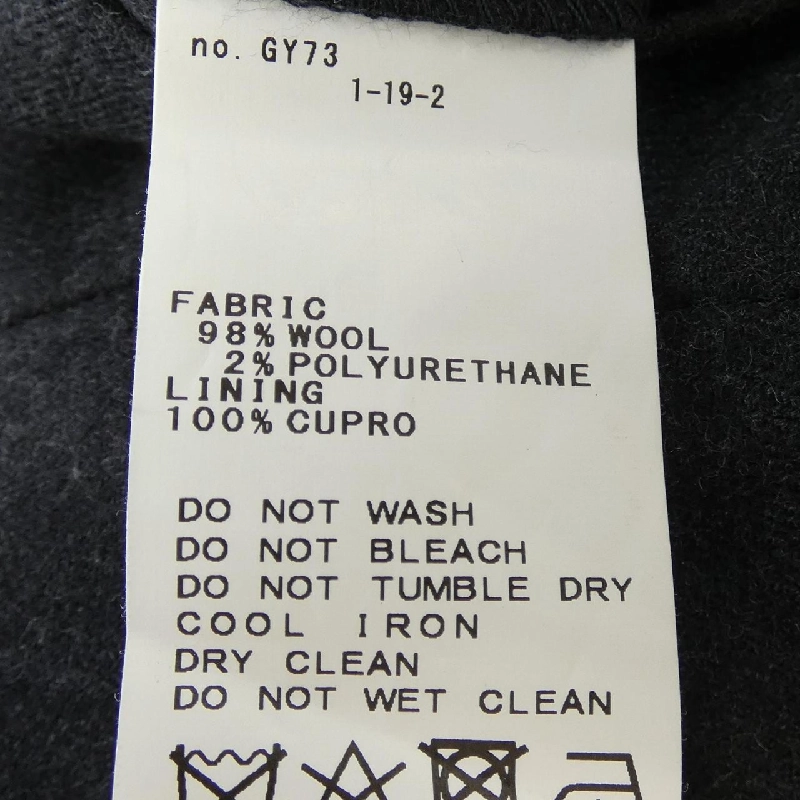 no. GY73
1-19-2
FABRIC
98% WOOL
2% POLYURETHANE
LINING
100% CUPRO
DO NOT WASH
DO NOT BLEACH
DO NOT TUMBLE DRY
COOL IRON
DRY CLEAN
DO NOT WET CLEAN